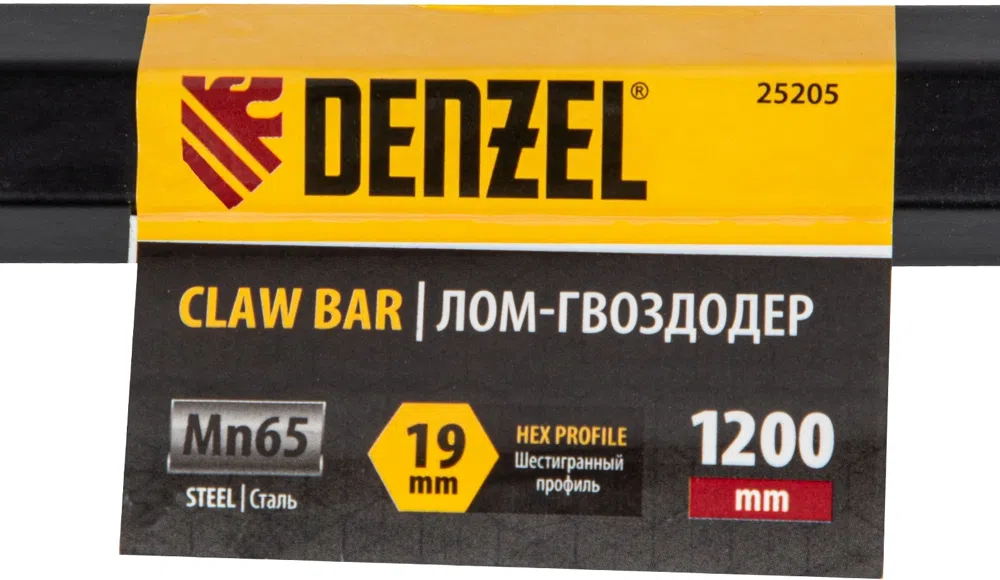 DENZEL® 25205
CLAW BAR | ЛОМ-ГВОЗДОДЕР
Mn65
STEEL | Сталь
19
mm
HEX PROFILE
Шестигранный
профиль
1200
mm